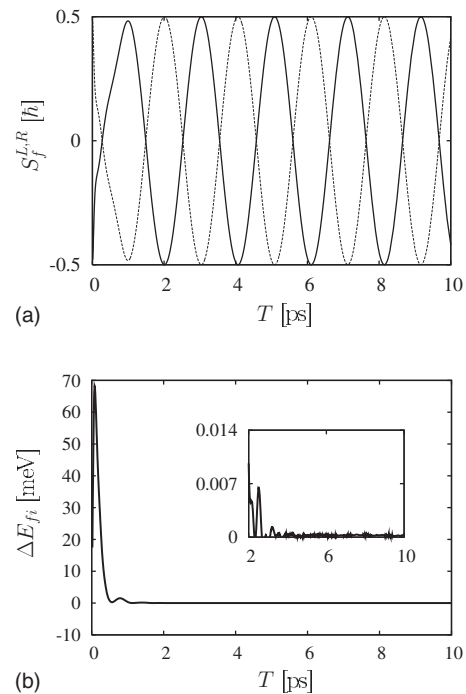 0.5
0
-0.5
S_f^{L,R} [ħ]
0 2 4 6 8 10
T [ps]
(a)
70
60
50
40
30
20
10
0
-10
ΔE_{fi} [meV]
0.014
0.007
0
2 6 10
0 2 4 6 8 10
T [ps]
(b)